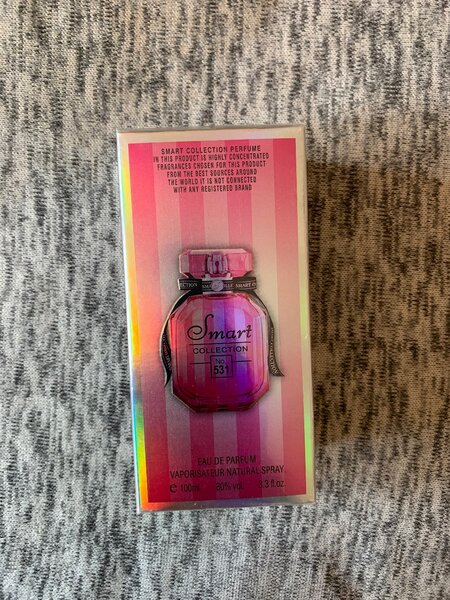 SMART COLLECTION PERFUME
IN THIS PRODUCT IS HIGHLY CONCENTRATED
FRAGRANCES CHOSEN FOR THIS PRODUCT
FROM THE BEST SOURCES AROUND
THE WORLD IT IS NOT CONNECTED
WITH ANY REGISTERED BRAND
Smart
COLLECTION
No.
531
EAU DE PARFUM
VAPORISATEUR NATURAL SPRAY
100ml 80% vol. 3.3 fl.oz.